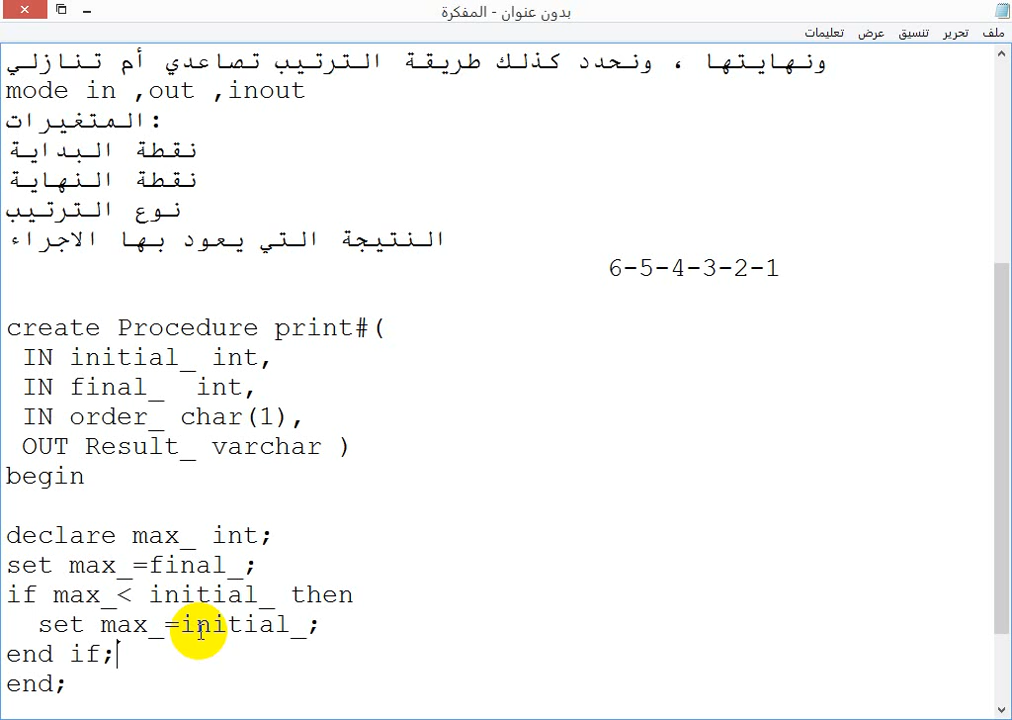 بدون عنوان - المفكرة
ملف تحرير تنسيق عرض تعليمات
ونهايتها ، ونحدد كذلك طريقة الترتيب تصاعدي أم تنازلي
mode in ,out ,inout
المتغيرات:
نقطة البداية
نقطة النهاية
نوع الترتيب
النتيجة التي يعود بها الاجراء
6-5-4-3-2-1
create Procedure print#(
IN initial_ int,
IN final_  int,
IN order_ char(1),
OUT Result_ varchar )
begin
declare max_ int;
set max_=final_;
if max_< initial_ then
set max_=initial_;
end if;
end;